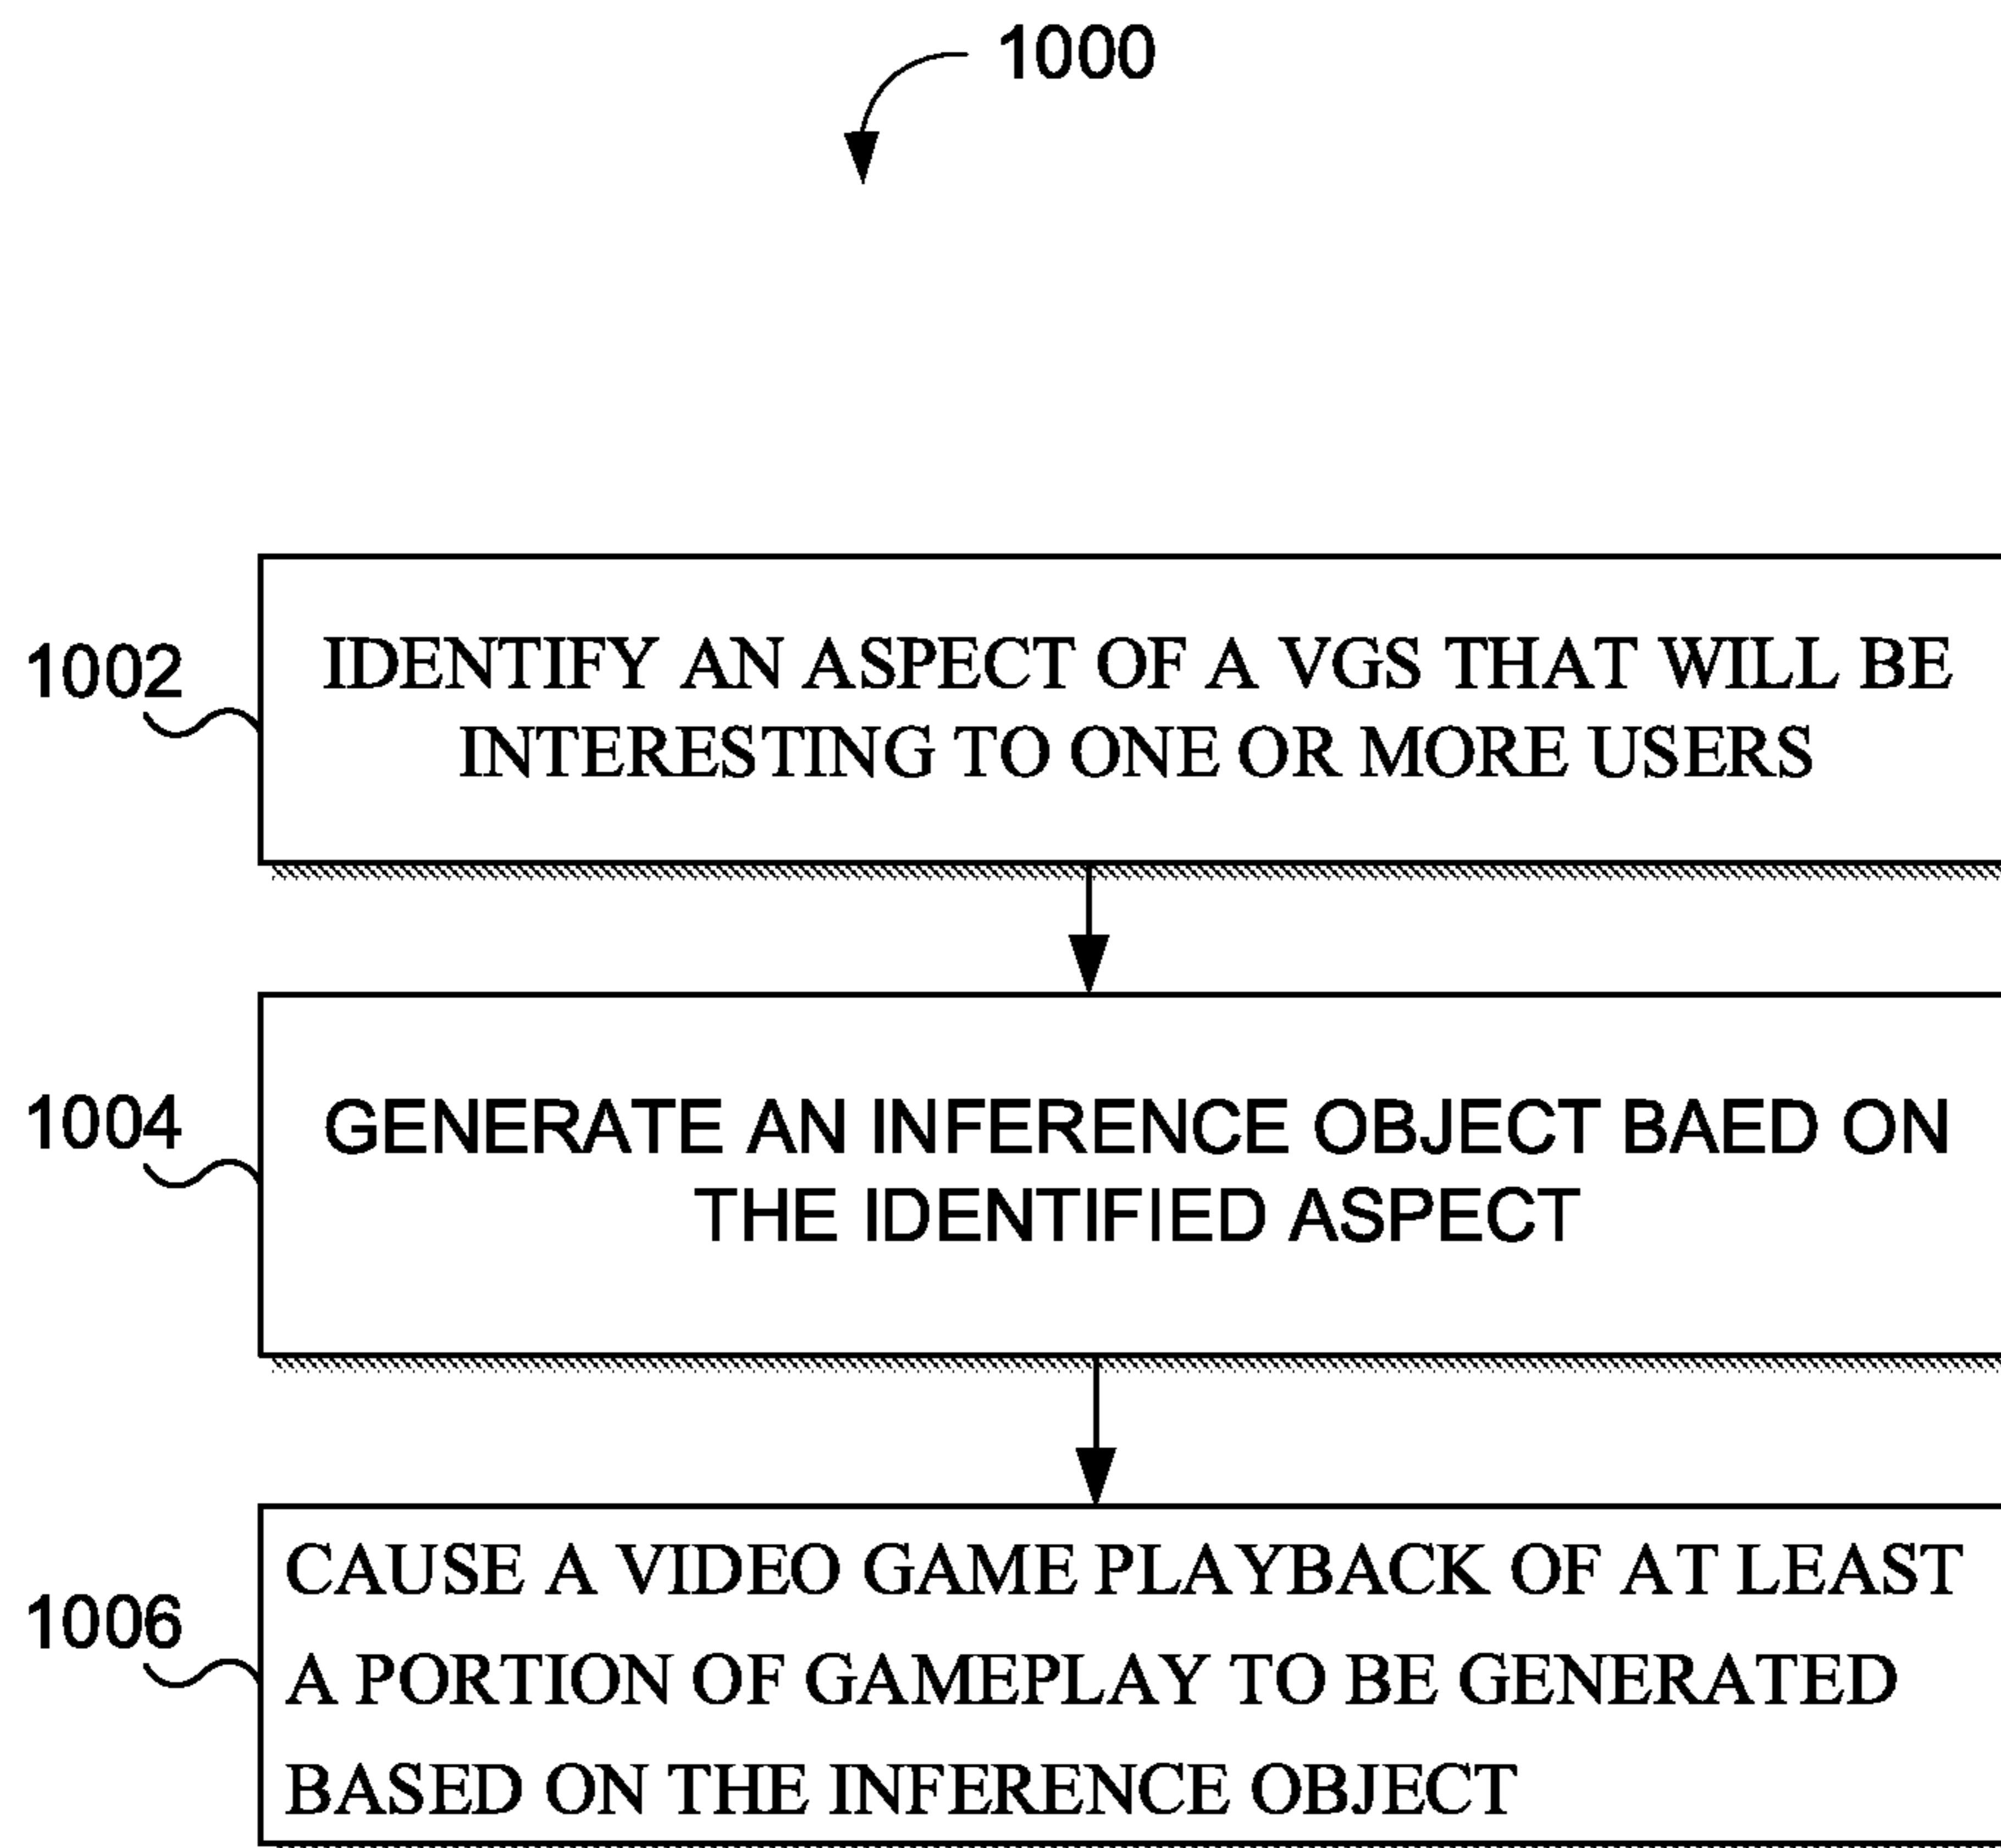 1000
1002
IDENTIFY AN ASPECT OF A VGS THAT WILL BE
INTERESTING TO ONE OR MORE USERS
1004
GENERATE AN INFERENCE OBJECT BAED ON
THE IDENTIFIED ASPECT
1006
CAUSE A VIDEO GAME PLAYBACK OF AT LEAST
A PORTION OF GAMEPLAY TO BE GENERATED
BASED ON THE INFERENCE OBJECT